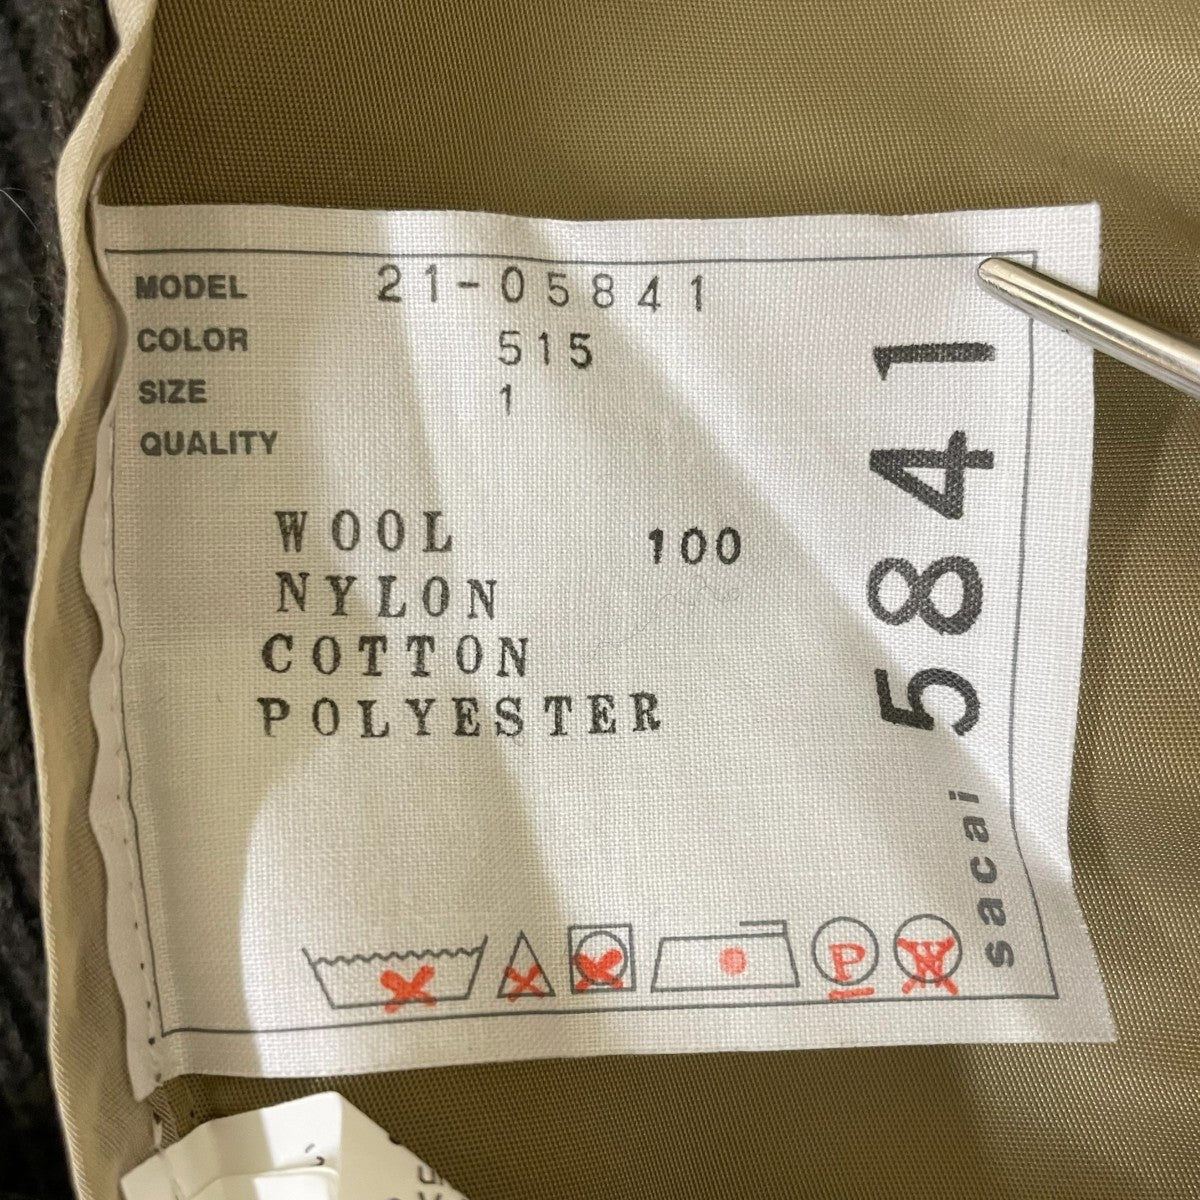 MODEL 21-05841
COLOR 515
SIZE 1
QUALITY
WOOL 100
NYLON
COTTON
POLYESTER
P W
5841
sacai